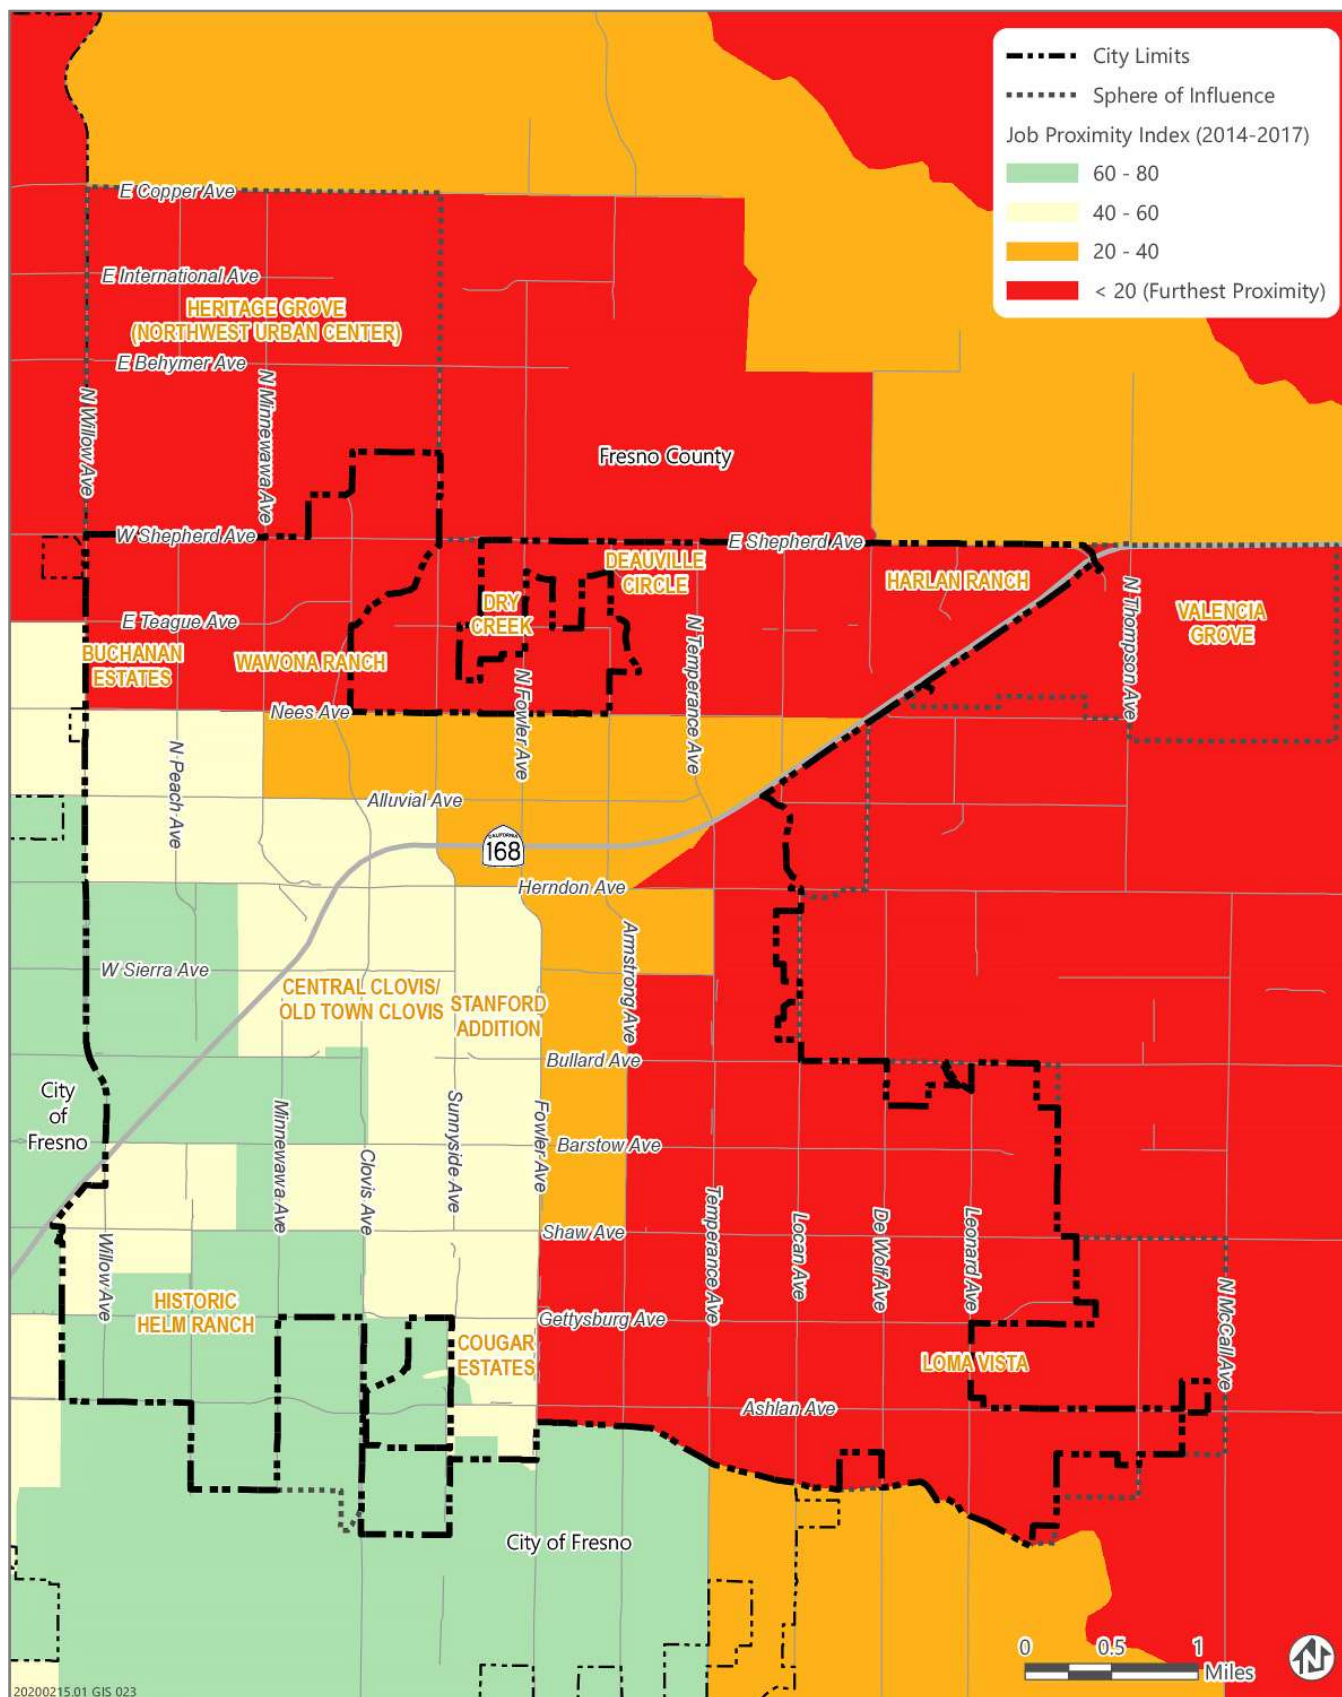 City Limits
Sphere of Influence
Job Proximity Index (2014-2017)
60 - 80
40 - 60
20 - 40
< 20 (Furthest Proximity)
E Copper Ave
E International Ave
HERITAGE GROVE
(NORTHWEST URBAN CENTER)
E Behymer Ave
N Willow Ave
N Minnewawa Ave
Fresno County
W Shepherd Ave
E Shepherd Ave
DEAUVILLE
CIRCLE
HARLAN RANCH
DRY
CREEK
N Thompson Ave
VALENCIA
GROVE
E Teague Ave
BUCHANAN
ESTATES
WAWONA RANCH
N Fowler Ave
N Temperance Ave
Nees Ave
N Peach Ave
Alluvial Ave
CALIFORNIA
168
Herndon Ave
Armstrong Ave
W Sierra Ave
CENTRAL CLOVIS/
OLD TOWN CLOVIS
STANFORD
ADDITION
Bullard Ave
City
of
Fresno
Minnewawa Ave
Clovis Ave
Sunnyside Ave
Fowler Ave
Barstow Ave
Temperance Ave
Locan Ave
De Wolf Ave
Leonard Ave
Shaw Ave
Willow Ave
N McCall Ave
HISTORIC
HELM RANCH
Gettysburg Ave
COUGAR
ESTATES
LOMA VISTA
Ashlan Ave
City of Fresno
0 0.5 1
Miles
N
20200215.01 GIS 023